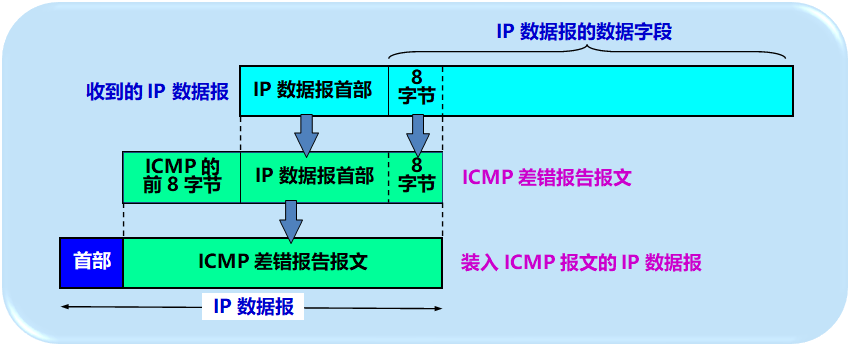 IP 数据报的数据字段
收到的 IP 数据报
IP 数据报首部
8
字节
ICMP 的
前 8 字节
IP 数据报首部
8
字节
ICMP 差错报告报文
首部
ICMP 差错报告报文
装入 ICMP 报文的 IP 数据报
IP 数据报